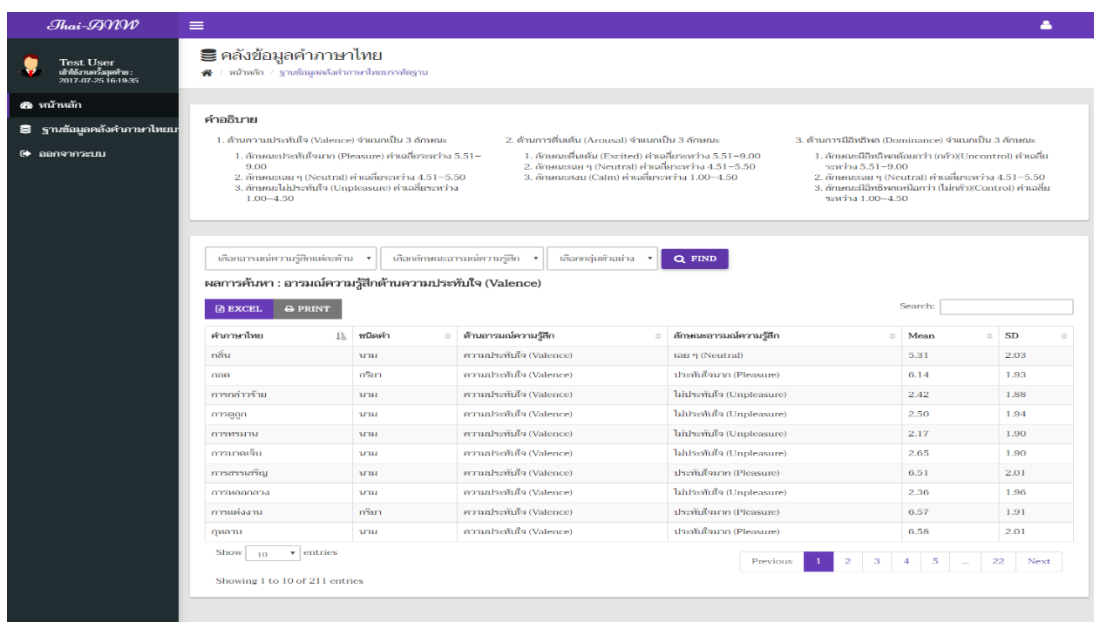 Thai-ANW
Test User
เข้าใช้งานครั้งสุดท้าย :
2017-07-25 16:19:35
หน้าหลัก
ฐานข้อมูลคลังคำภาษาไทยบร
ออกจากระบบ
คลังข้อมูลคำภาษาไทย
/ หน้าหลัก / ฐานข้อมูลคลังคำภาษาไทยบรรทัดฐาน
คำอธิบาย
1. ด้านความประทับใจ (Valence) จำแนกเป็น 3 ลักษณะ
1. ลักษณะประทับใจมาก (Pleasure) ค่าเฉลี่ยระหว่าง 5.51–
9.00
2. ลักษณะเฉย ๆ (Neutral) ค่าเฉลี่ยระหว่าง 4.51–5.50
3. ลักษณะไม่ประทับใจ (Unpleasure) ค่าเฉลี่ยระหว่าง
1.00–4.50
2. ด้านการตื่นตัว (Arousal) จำแนกเป็น 3 ลักษณะ
1. ลักษณะตื่นเต้น (Excited) ค่าเฉลี่ยระหว่าง 5.51–9.00
2. ลักษณะเฉย ๆ (Neutral) ค่าเฉลี่ยระหว่าง 4.51–5.50
3. ลักษณะสงบ (Calm) ค่าเฉลี่ยระหว่าง 1.00–4.50
3. ด้านการมีอิทธิพล (Dominance) จำแนกเป็น 3 ลักษณะ
1. ลักษณะมีอิทธิพลน้อยกว่า (กลัว)(Uncontrol) ค่าเฉลี่ย
ระหว่าง 5.51–9.00
2. ลักษณะเฉย ๆ (Neutral) ค่าเฉลี่ยระหว่าง 4.51–5.50
3. ลักษณะมีอิทธิพลเหนือกว่า (ไม่กลัว)(Control) ค่าเฉลี่ย
ระหว่าง 1.00–4.50
เลือกอารมณ์ความรู้สึกแต่ละด้าน เลือกลักษณะอารมณ์ความรู้สึก เลือกกลุ่มตัวอย่าง FIND
ผลการค้นหา : อารมณ์ความรู้สึกด้านความประทับใจ (Valence)
EXCEL PRINT Search:
คำภาษาไทย ชนิดคำ ด้านอารมณ์ความรู้สึก ลักษณะอารมณ์ความรู้สึก Mean SD
กลิ่น นาม ความประทับใจ (Valence) เฉย ๆ (Neutral) 5.31 2.03
กอด กริยา ความประทับใจ (Valence) ประทับใจมาก (Pleasure) 6.14 1.93
การกล่าวร้าย นาม ความประทับใจ (Valence) ไม่ประทับใจ (Unpleasure) 2.42 1.88
การดูถูก นาม ความประทับใจ (Valence) ไม่ประทับใจ (Unpleasure) 2.50 1.94
การทรมาน นาม ความประทับใจ (Valence) ไม่ประทับใจ (Unpleasure) 2.17 1.90
การบาดเจ็บ นาม ความประทับใจ (Valence) ไม่ประทับใจ (Unpleasure) 2.65 1.90
การสรรเสริญ นาม ความประทับใจ (Valence) ประทับใจมาก (Pleasure) 6.51 2.01
การหลอกลวง นาม ความประทับใจ (Valence) ไม่ประทับใจ (Unpleasure) 2.36 1.96
การแต่งงาน กริยา ความประทับใจ (Valence) ประทับใจมาก (Pleasure) 6.57 1.91
กุหลาบ นาม ความประทับใจ (Valence) ประทับใจมาก (Pleasure) 6.58 2.01
Show 10 entries
Previous 1 2 3 4 5 ... 22 Next
Showing 1 to 10 of 211 entries